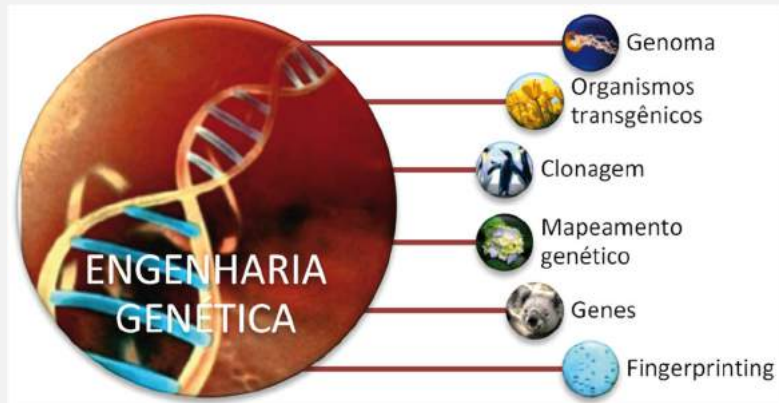 ENGENHARIA
GENÉTICA
Genoma
Organismos
transgênicos
Clonagem
Mapeamento
genético
Genes
Fingerprinting